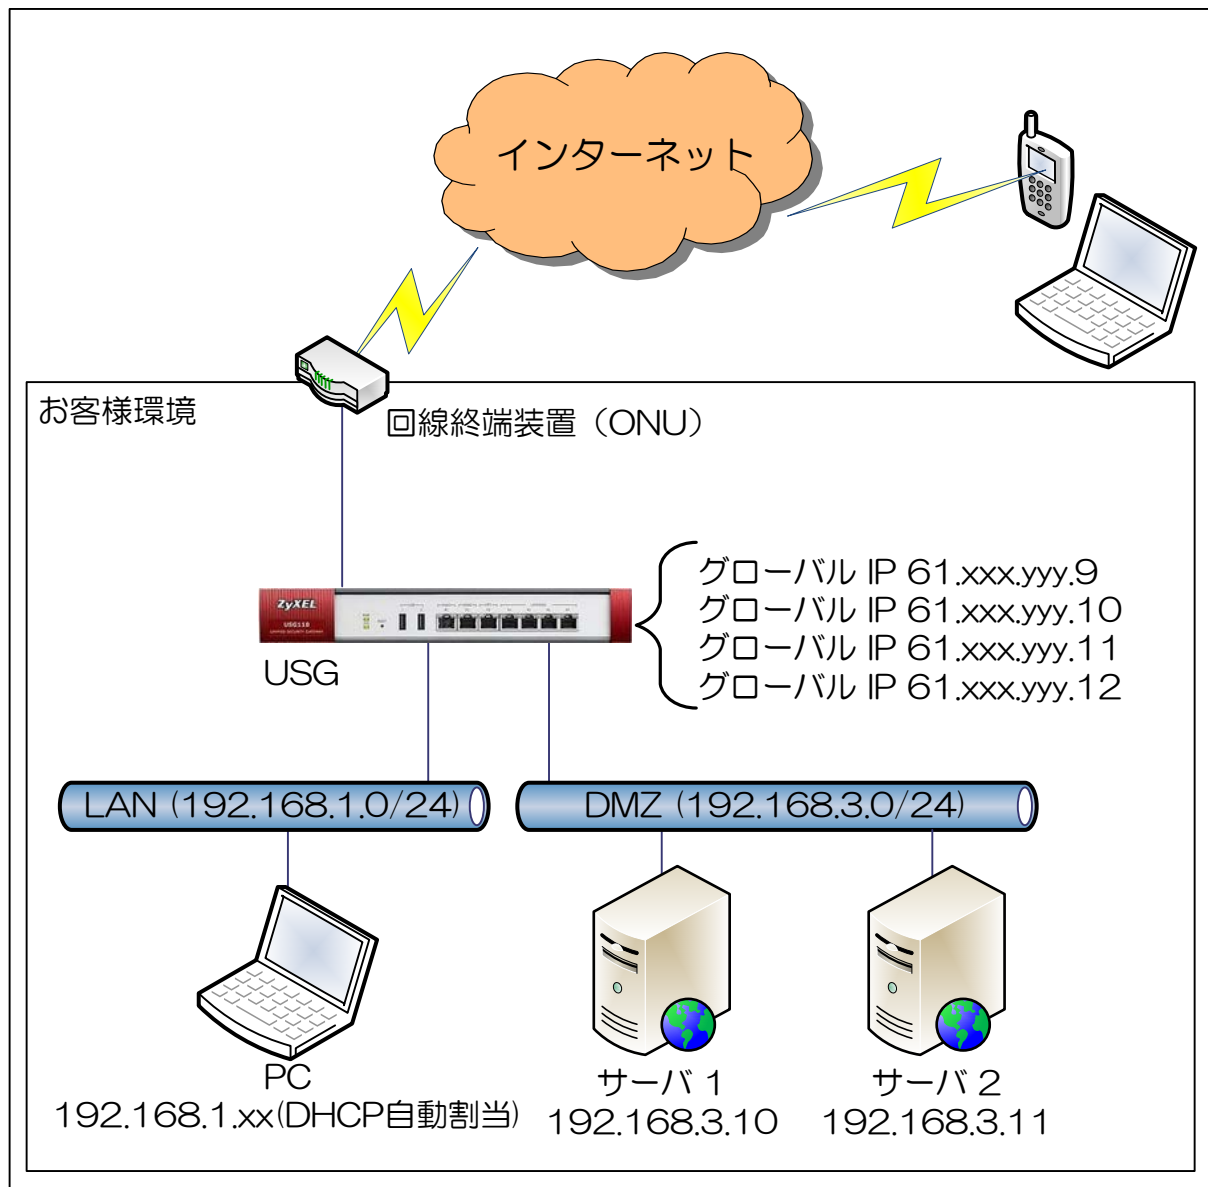 インターネット
お客様環境
回線終端装置（ONU）
ZyXEL
USG110
UNIFIED SECURITY GATEWAY
USG
グローバル IP 61.xxx.yyy.9
グローバル IP 61.xxx.yyy.10
グローバル IP 61.xxx.yyy.11
グローバル IP 61.xxx.yyy.12
LAN (192.168.1.0/24)
DMZ (192.168.3.0/24)
PC
192.168.1.xx(DHCP自動割当)
サーバ 1
192.168.3.10
サーバ 2
192.168.3.11